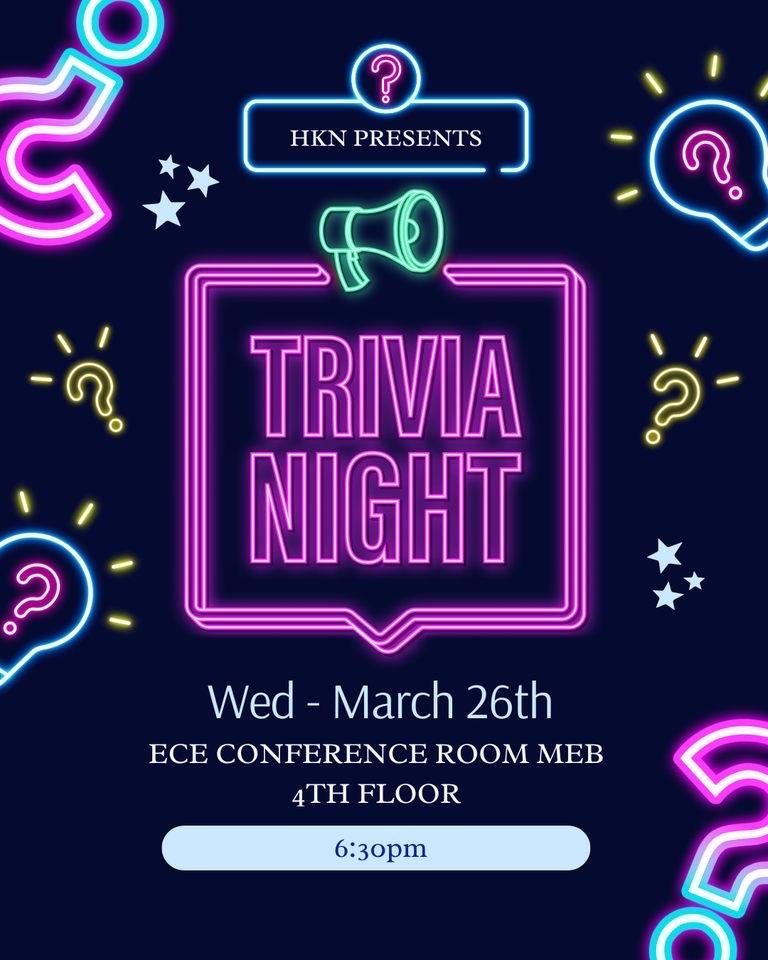 HKN PRESENTS
TRIVIA
NIGHT
Wed - March 26th
ECE CONFERENCE ROOM MEB
4TH FLOOR
6:30pm